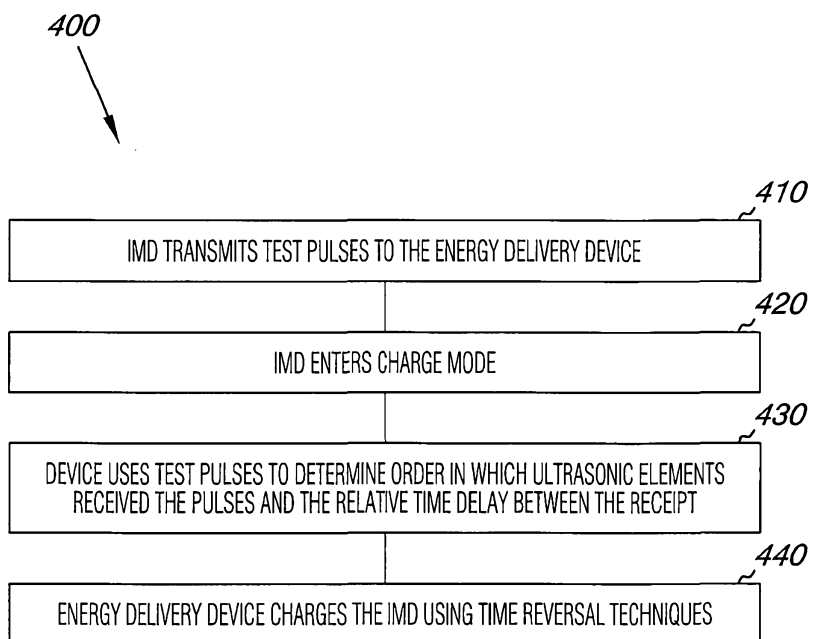 400
410
IMD TRANSMITS TEST PULSES TO THE ENERGY DELIVERY DEVICE
420
IMD ENTERS CHARGE MODE
430
DEVICE USES TEST PULSES TO DETERMINE ORDER IN WHICH ULTRASONIC ELEMENTS
RECEIVED THE PULSES AND THE RELATIVE TIME DELAY BETWEEN THE RECEIPT
440
ENERGY DELIVERY DEVICE CHARGES THE IMD USING TIME REVERSAL TECHNIQUES